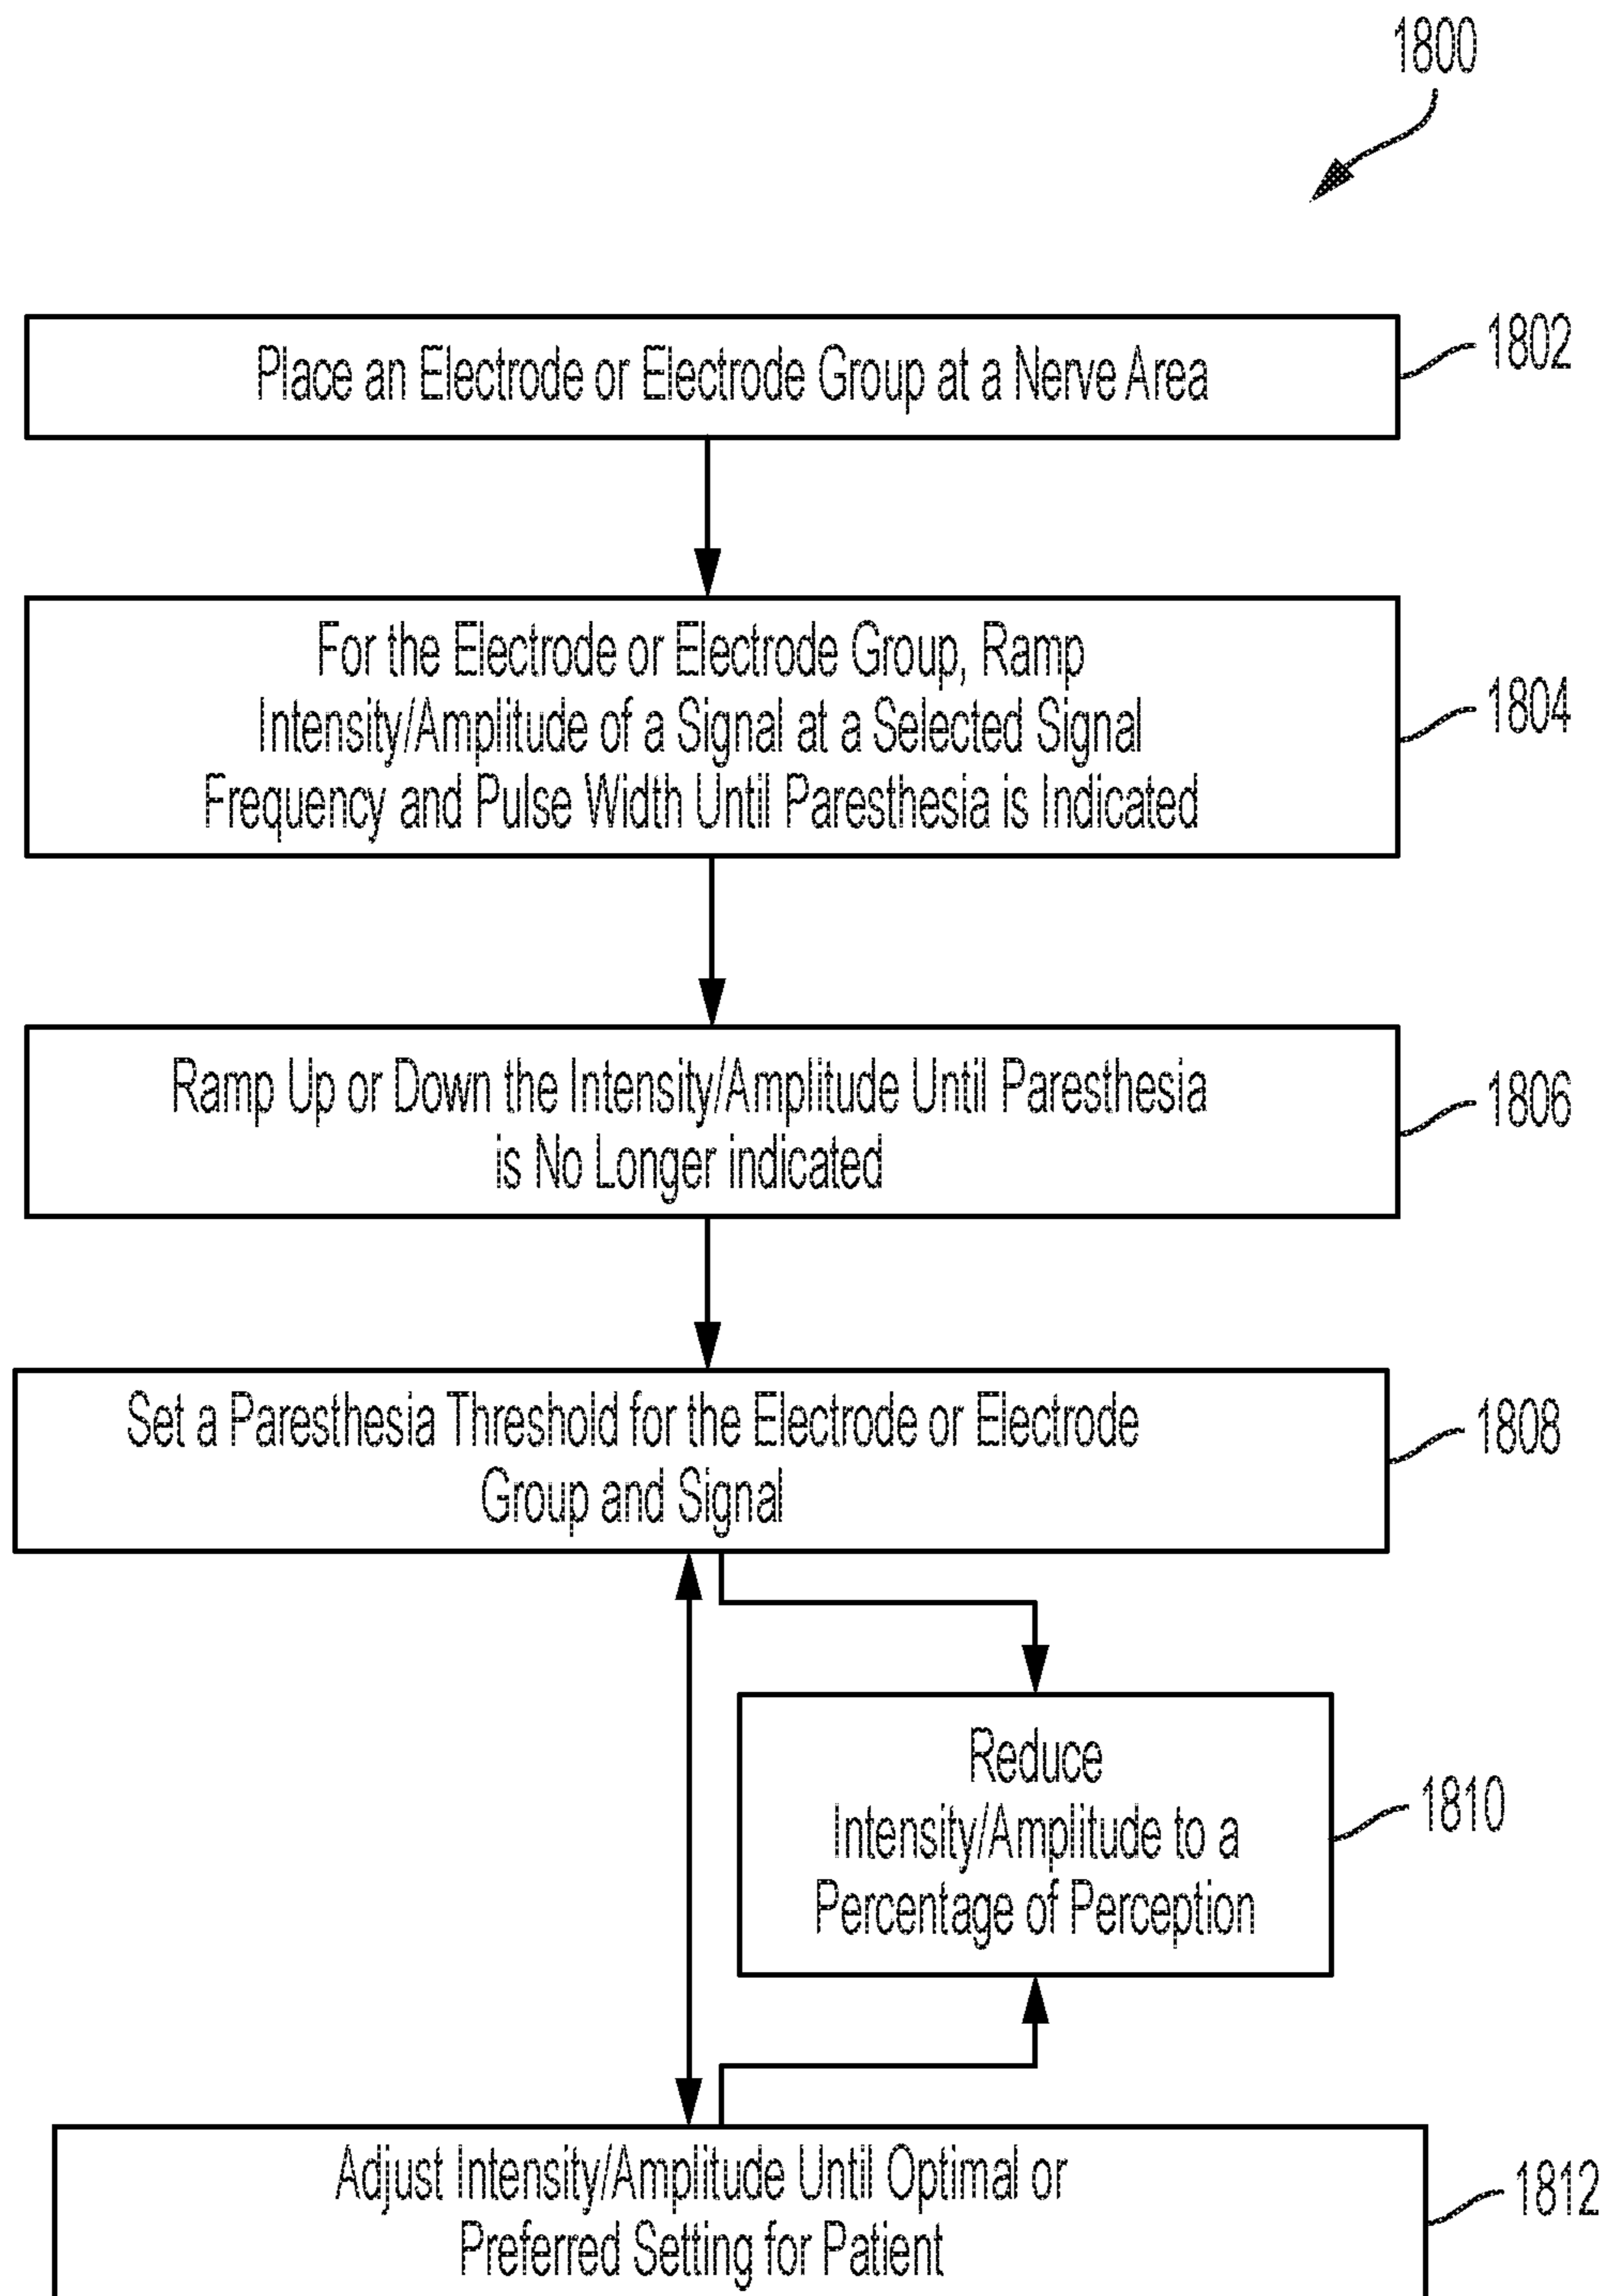 1800
Place an Electrode or Electrode Group at a Nerve Area
1802
For the Electrode or Electrode Group, Ramp
Intensity/Amplitude of a Signal at a Selected Signal
Frequency and Pulse Width Until Paresthesia is Indicated
1804
Ramp Up or Down the Intensity/Amplitude Until Paresthesia
is No Longer indicated
1806
Set a Paresthesia Threshold for the Electrode or Electrode
Group and Signal
1808
Reduce
Intensity/Amplitude to a
Percentage of Perception
1810
Adjust Intensity/Amplitude Until Optimal or
Preferred Setting for Patient
1812